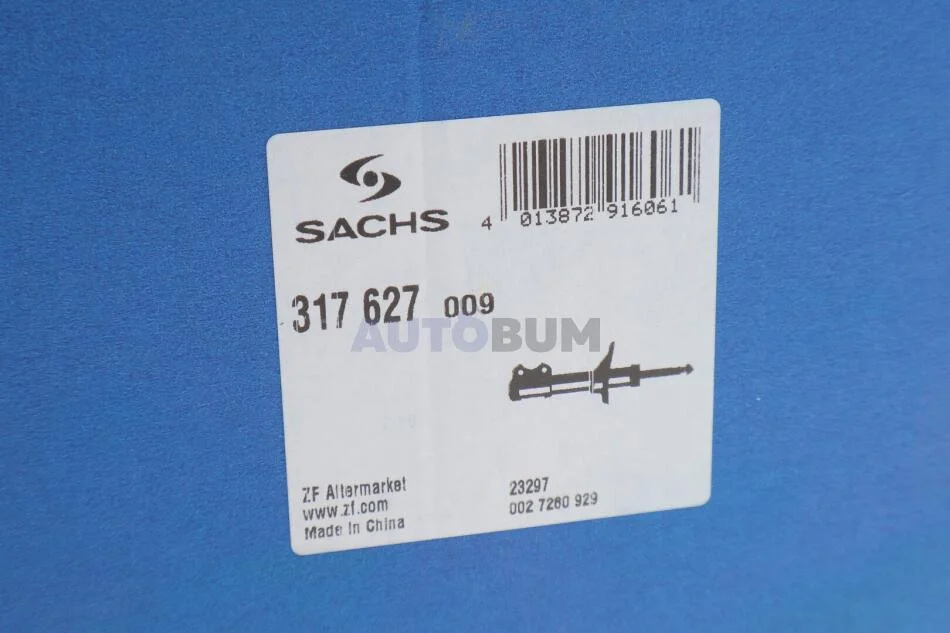 SACHS
4 013872 916061
317 627 009
AUTOBUM
ZF Aftermarket
www.zf.com
Made in China
23297
002 7260 929